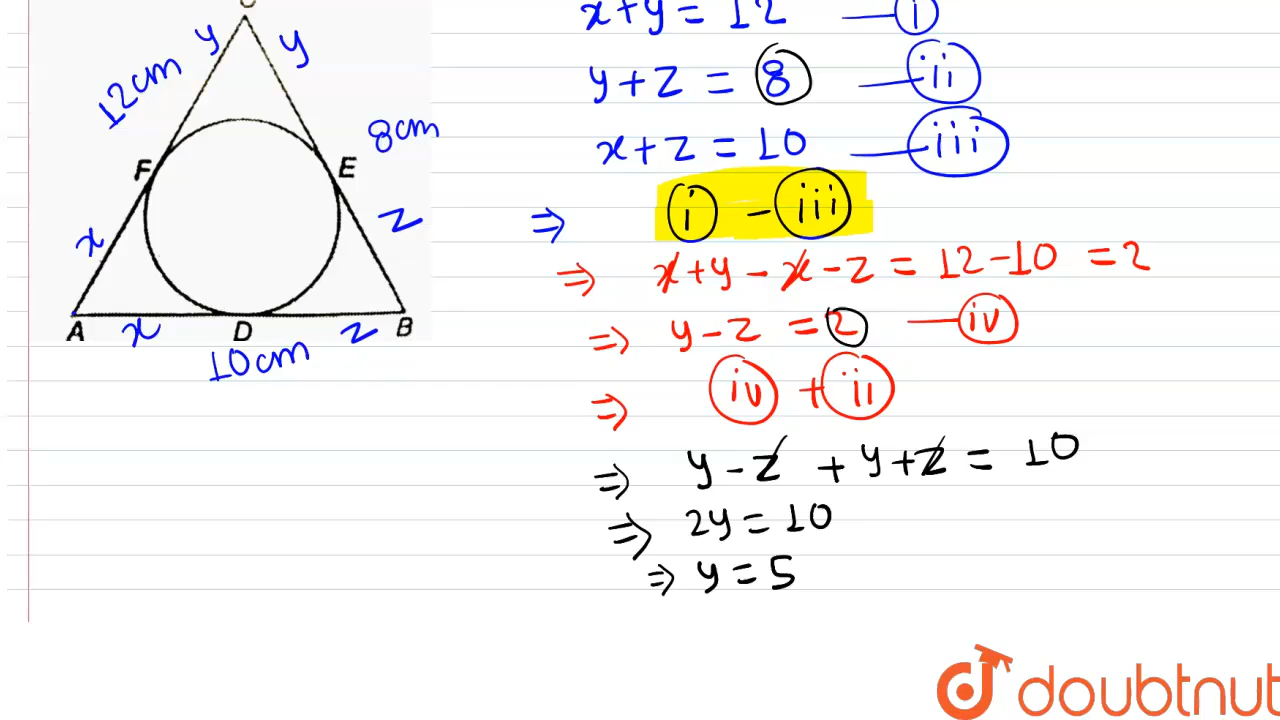 x+y = 12 — i
y+z = 8 — ii
x+z = 10 — iii
⇒ i - iii
⇒ x+y-x-z = 12-10 = 2
⇒ y-z = 2 — iv
⇒ iv + ii
⇒ y-z + y+z = 10
⇒ 2y = 10
⇒ y = 5
y y
12cm
8cm
F E
x z
A x D z B
10cm
doubtnut